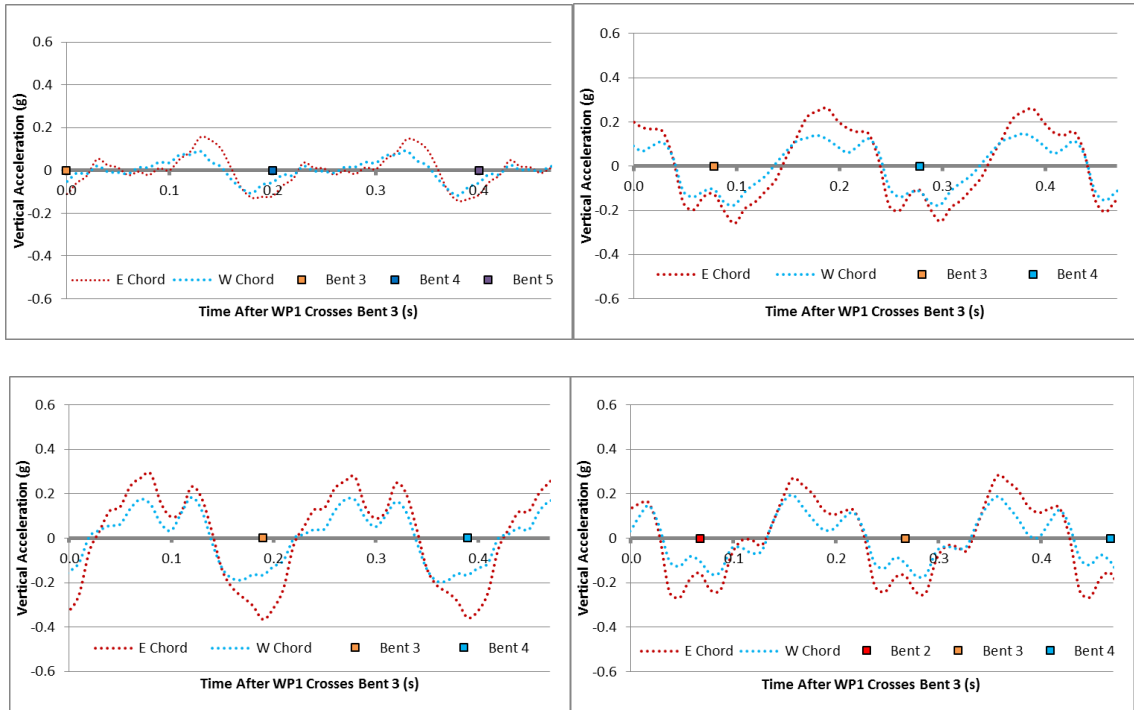 0.6
0.4
0.2
0
-0.2
-0.4
-0.6
Vertical Acceleration (g)
0.0 0.1 0.2 0.3 0.4
E Chord W Chord Bent 3 Bent 4 Bent 5
Time After WP1 Crosses Bent 3 (s)
0.6
0.4
0.2
0
-0.2
-0.4
-0.6
Vertical Acceleration (g)
0.0 0.1 0.2 0.3 0.4
E Chord W Chord Bent 3 Bent 4
Time After WP1 Crosses Bent 3 (s)
0.6
0.4
0.2
0
-0.2
-0.4
-0.6
Vertical Acceleration (g)
0.0 0.1 0.2 0.3 0.4
E Chord W Chord Bent 3 Bent 4
Time After WP1 Crosses Bent 3 (s)
0.6
0.4
0.2
0
-0.2
-0.4
-0.6
Vertical Acceleration (g)
0.0 0.1 0.2 0.3 0.4
E Chord W Chord Bent 2 Bent 3 Bent 4
Time After WP1 Crosses Bent 3 (s)